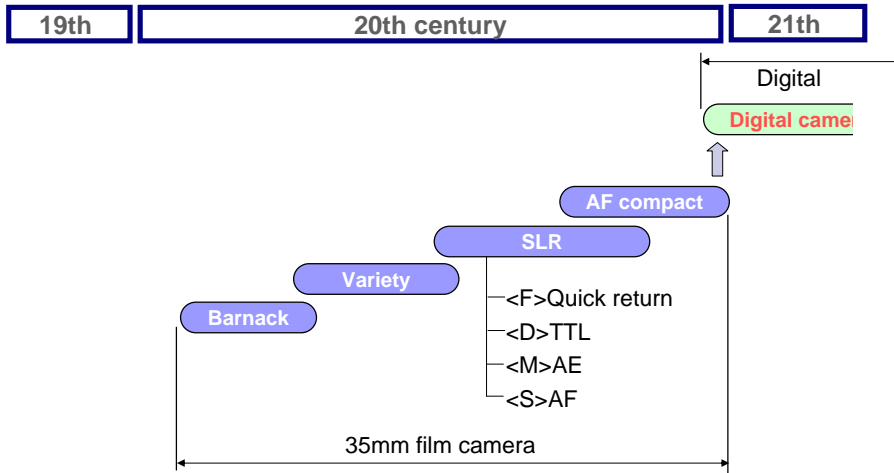 19th
20th century
21th
Digital
Digital camer
AF compact
SLR
Variety
<F>Quick return
Barnack
<D>TTL
<M>AE
<S>AF
35mm film camera